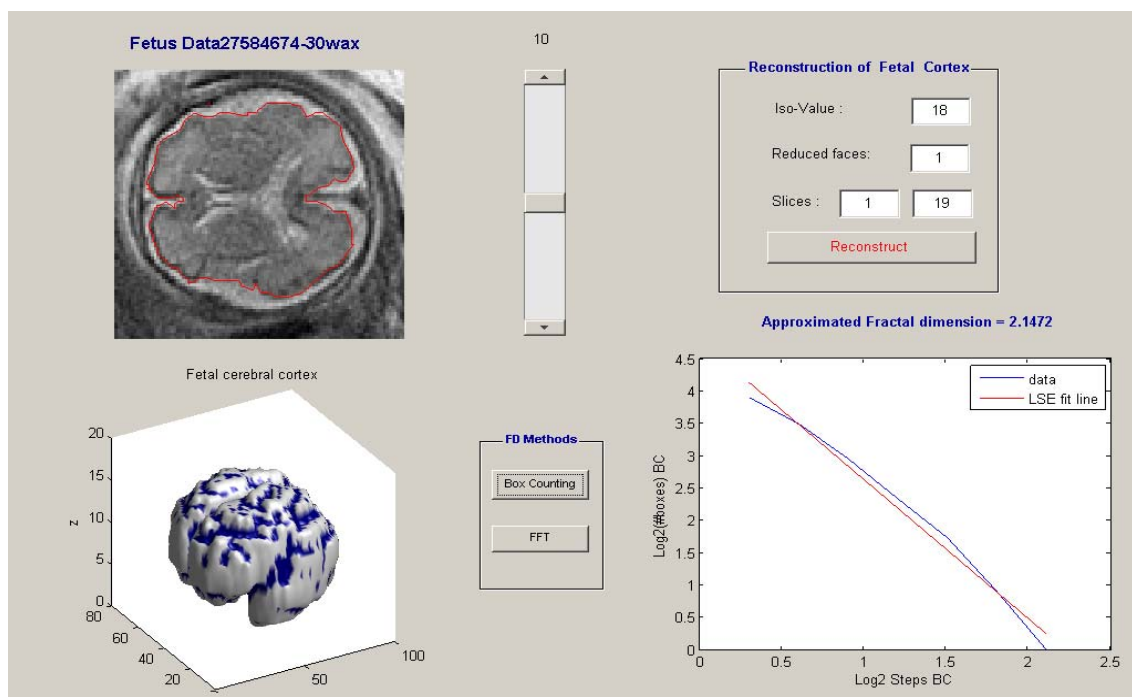 Fetus Data27584674-30wax
10
Reconstruction of Fetal Cortex
Iso-Value : 18
Reduced faces: 1
Slices : 1 19
Reconstruct
Approximated Fractal dimension = 2.1472
Fetal cerebral cortex
20
15
10
5
0
z
80
60
40
20
50
100
FD Methods
Box Counting
FFT
4.5
4
3.5
3
2.5
2
1.5
1
0.5
0
Log2(#boxes) BC
data
LSE fit line
0 0.5 1 1.5 2 2.5
Log2 Steps BC